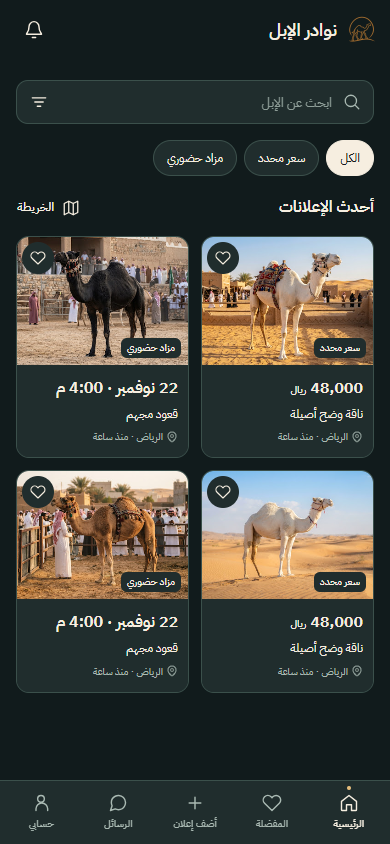 نوادر الإبل
ابحث عن الإبل
الكل
سعر محدد
مزاد حضوري
أحدث الإعلانات
الخريطة
سعر محدد
48,000 ريال
ناقة وضح أصيلة
الرياض · منذ ساعة
مزاد حضوري
22 نوفمبر · 4:00 م
قعود مجهم
الرياض · منذ ساعة
سعر محدد
48,000 ريال
ناقة وضح أصيلة
الرياض · منذ ساعة
مزاد حضوري
22 نوفمبر · 4:00 م
قعود مجهم
الرياض · منذ ساعة
الرئيسية
المفضلة
أضف إعلان
الرسائل
حسابي